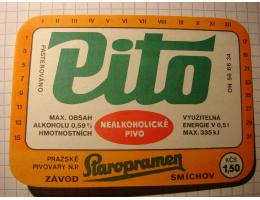 I II III IV V VI VII VIII IX X XI XII
Pito
PASTEROVÁNO
ON 56 66 34
MAX. OBSAH
ALKOHOLU 0,59 %
HMOTNOSTNÍCH
NEALKOHOLICKÉ
PIVO
VYUŽITELNÁ
ENERGIE V 0,5 l
MAX. 335 kJ
PRAŽSKÉ
PIVOVARY N.P.
ZÁVOD
Staropramen
SMÍCHOV
KČS
1,50